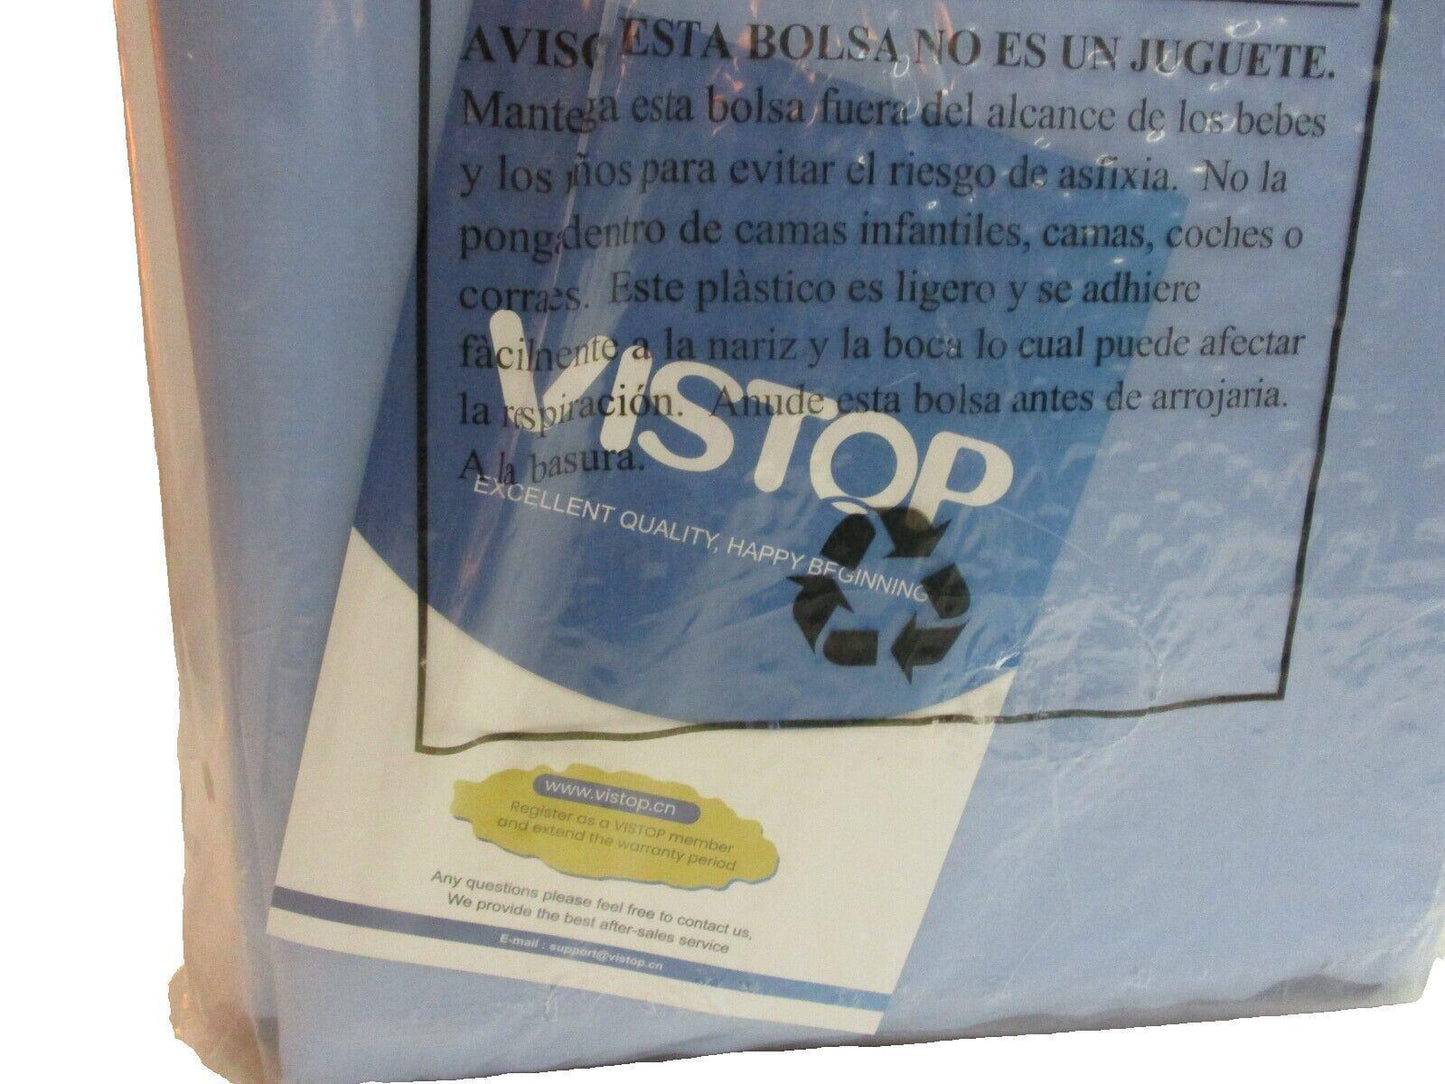 AVISO ESTA BOLSA NO ES UN JUGUETE.
Mantega esta bolsa fuera del alcance de los bebes
y los iños para evitar el riesgo de asfixia. No la
ponga dentro de camas infantiles, camas, coches o
corraes. Este plàstico es ligero y se adhiere
fàcilnente a la nariz y la boca lo cual puede afectar
la respiración. Anude esta bolsa antes de arrojaria.
A la basura.
VISTOP
EXCELLENT QUALITY, HAPPY BEGINNING
www.vistop.cn
Register as a VISTOP member
and extend the warranty period
Any questions please feel free to contact us,
We provide the best after-sales service
E-mail : support@vistop.cn